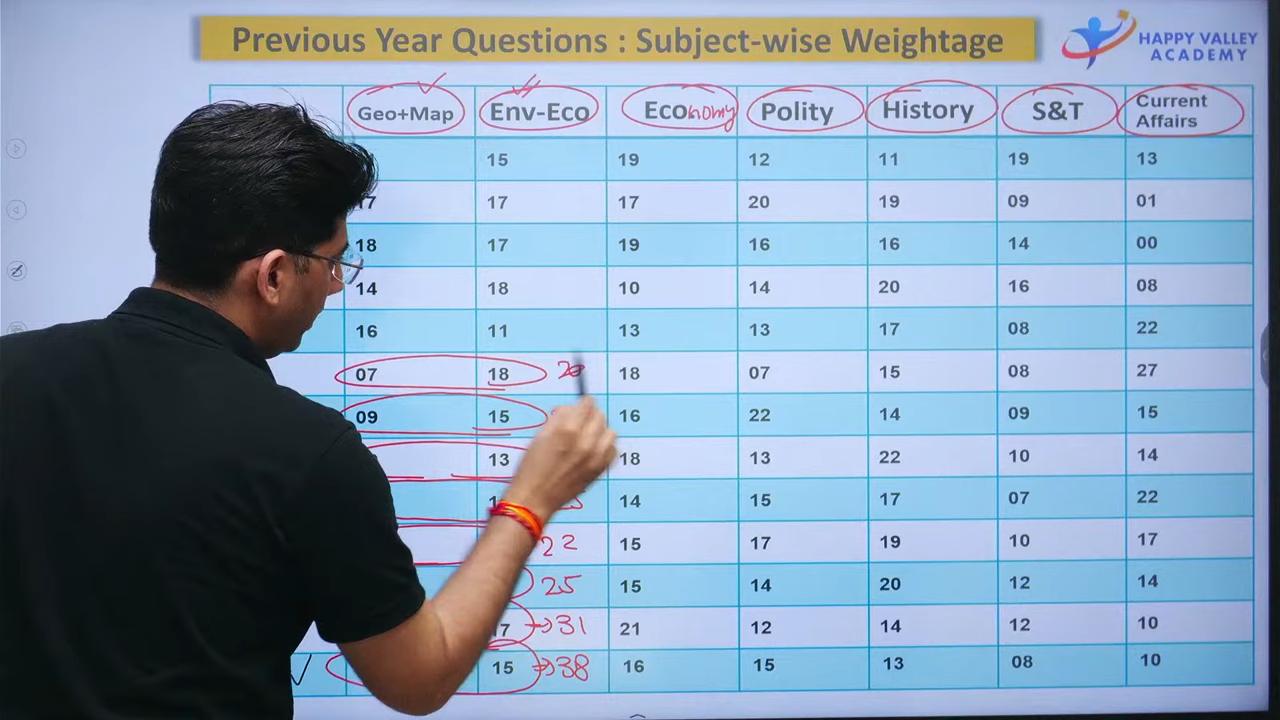 Previous Year Questions : Subject-wise Weightage
HAPPY VALLEY
ACADEMY
Geo+Map Env-Eco Economy Polity History S&T Current Affairs
15 19 12 11 19 13
17 17 17 20 19 09 01
18 17 19 16 16 14 00
14 18 10 14 20 16 08
16 11 13 13 17 08 22
07 18 18 07 15 08 27
09 15 16 22 14 09 15
13 18 13 22 10 14
14 15 17 07 22
22 15 17 19 10 17
25 15 14 20 12 14
17 31 21 12 14 12 10
15 38 16 15 13 08 10